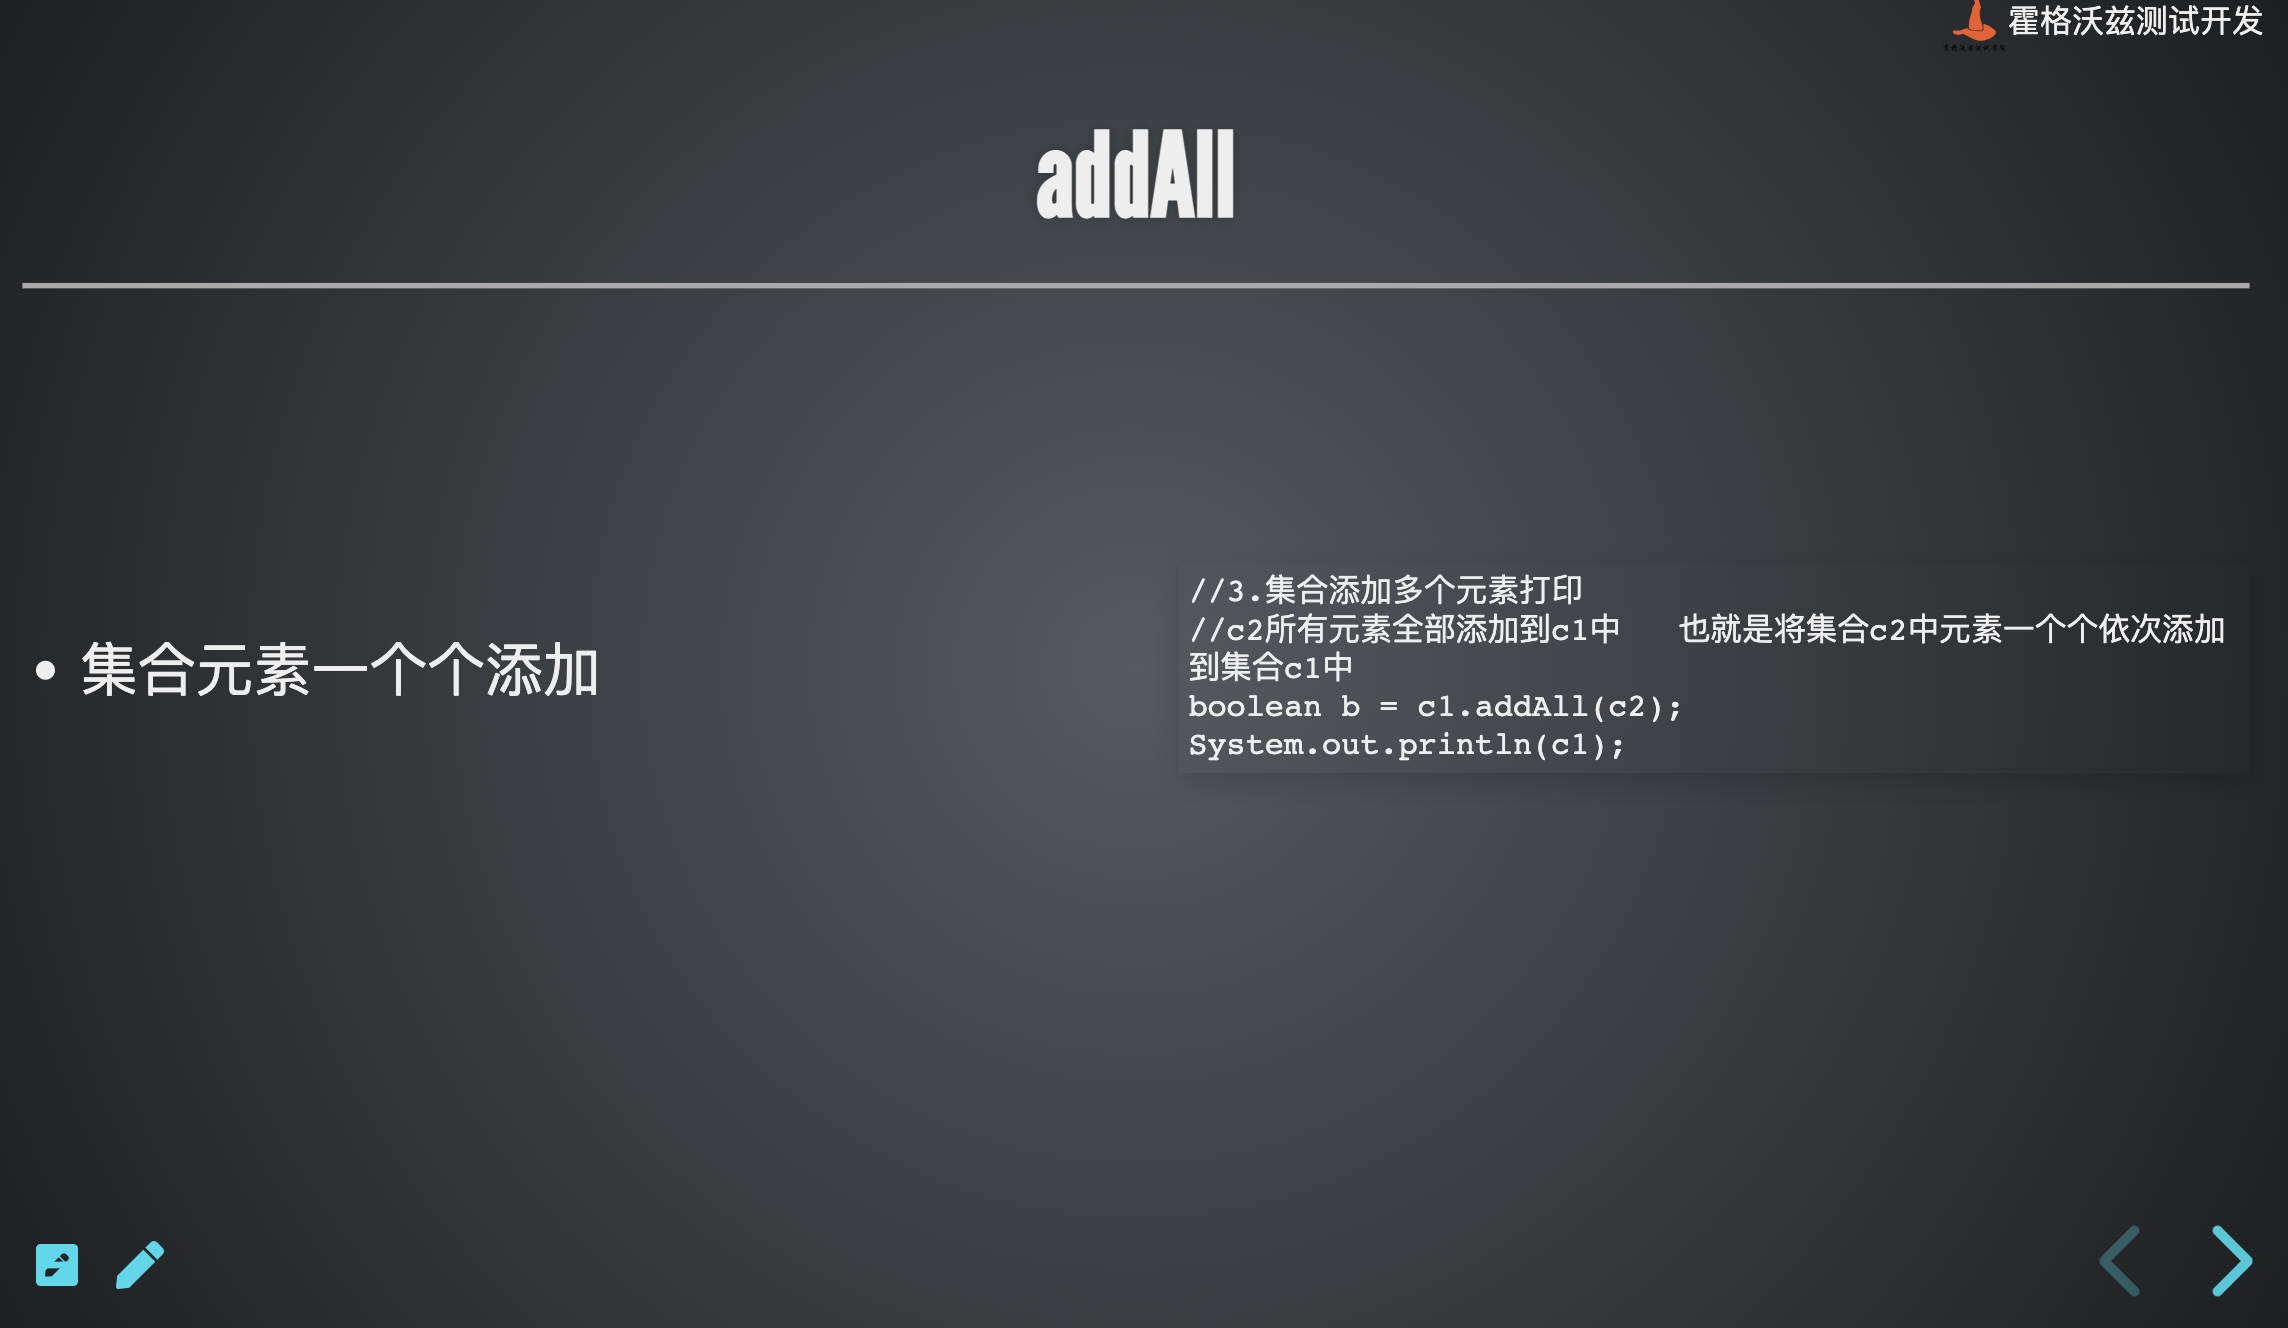 霍格沃兹测试开发
addAll
集合元素一个个添加
//3.集合添加多个元素打印
//c2所有元素全部添加到c1中   也就是将集合c2中元素一个个依次添加
到集合c1中
boolean b = c1.addAll(c2);
System.out.println(c1);